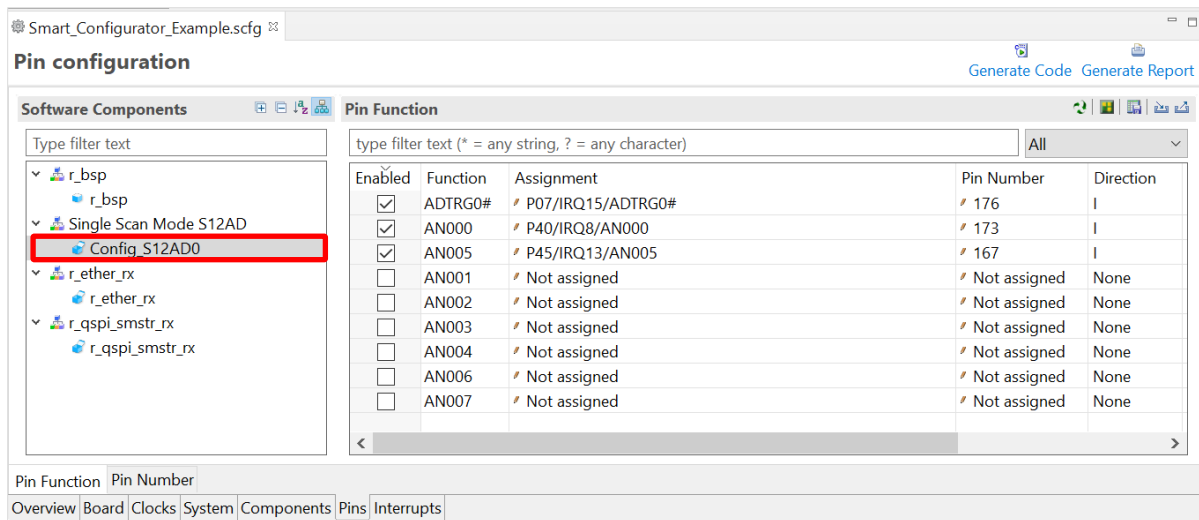 Smart_Configurator_Example.scfg
Pin configuration
Generate Code Generate Report
Software Components
Type filter text
r_bsp
r_bsp
Single Scan Mode S12AD
Config_S12AD0
r_ether_rx
r_ether_rx
r_qspi_smstr_rx
r_qspi_smstr_rx
Pin Function
type filter text (* = any string, ? = any character) All
Enabled Function Assignment Pin Number Direction
ADTRG0# P07/IRQ15/ADTRG0# 176 I
AN000 P40/IRQ8/AN000 173 I
AN005 P45/IRQ13/AN005 167 I
AN001 Not assigned Not assigned None
AN002 Not assigned Not assigned None
AN003 Not assigned Not assigned None
AN004 Not assigned Not assigned None
AN006 Not assigned Not assigned None
AN007 Not assigned Not assigned None
Pin Function Pin Number
Overview Board Clocks System Components Pins Interrupts